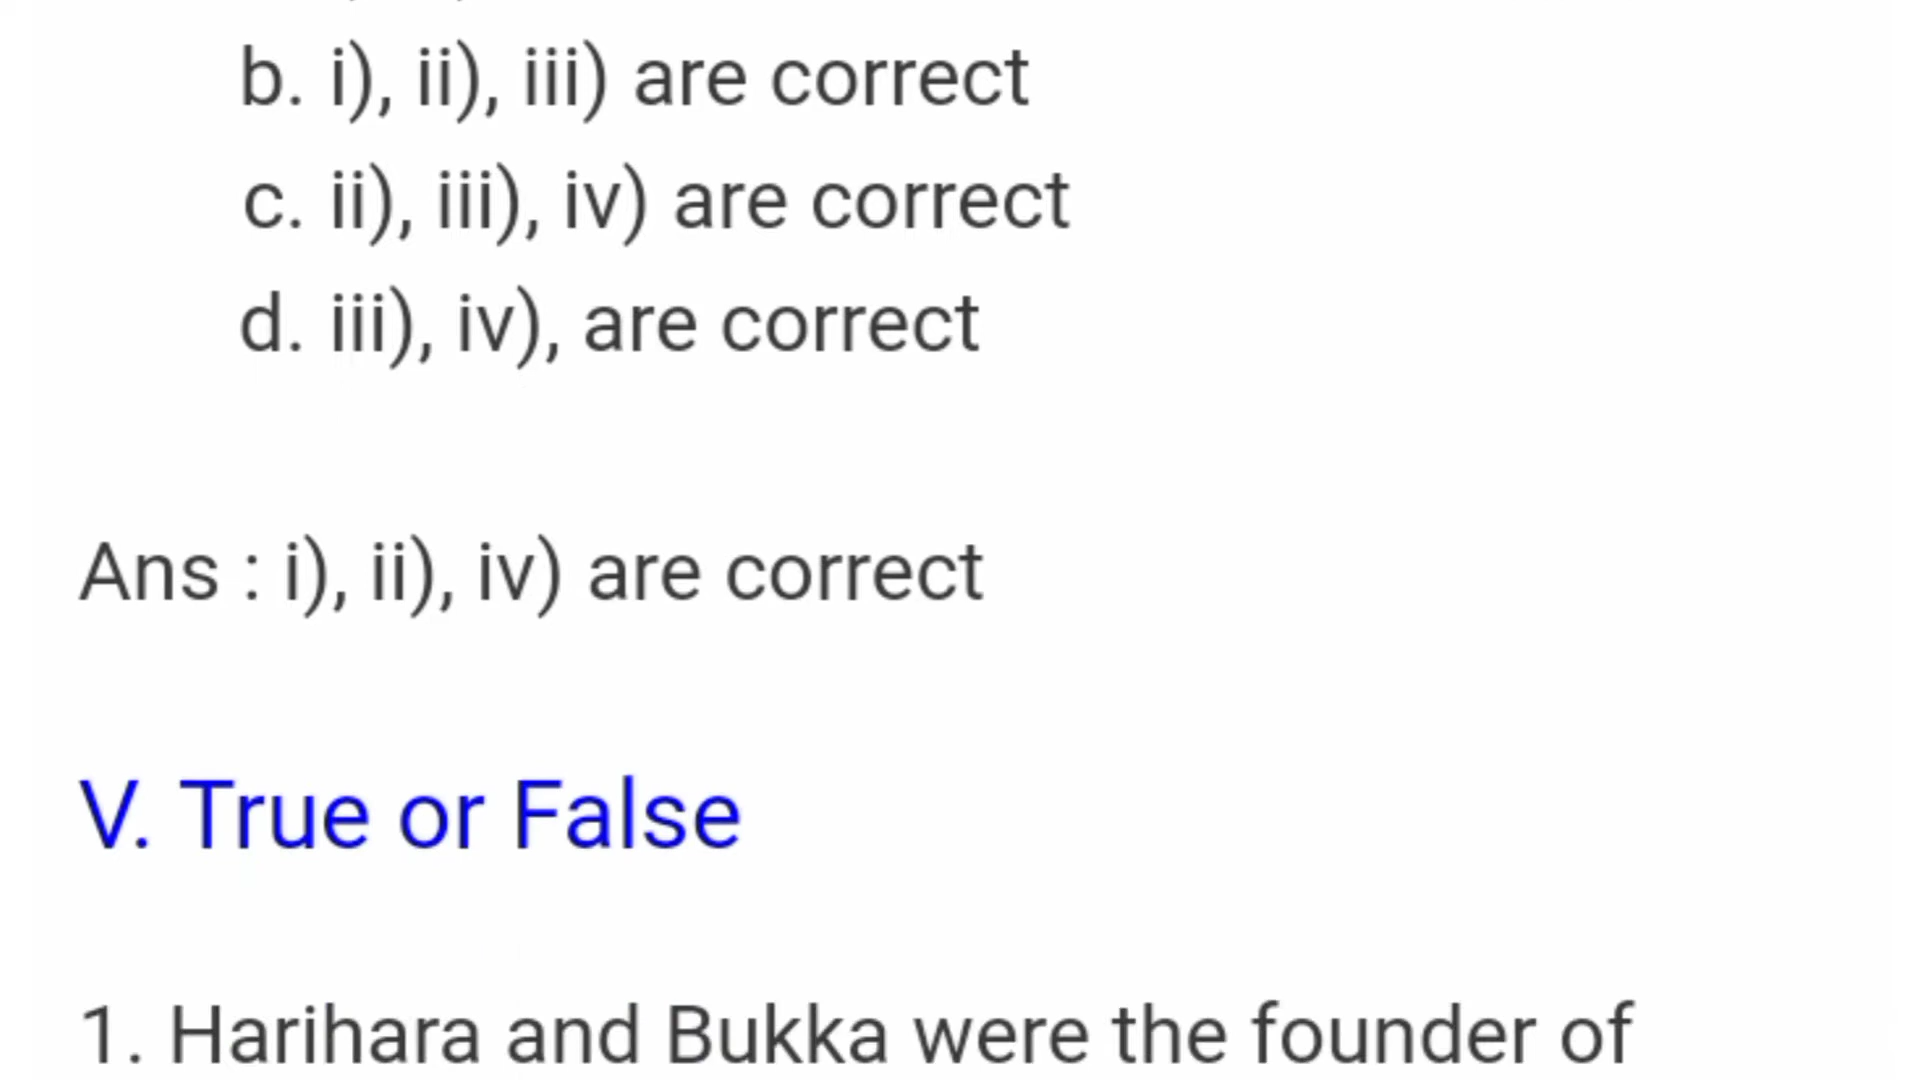 b. i), ii), iii) are correct
c. ii), iii), iv) are correct
d. iii), iv), are correct
Ans : i), ii), iv) are correct
V. True or False
1. Harihara and Bukka were the founder of